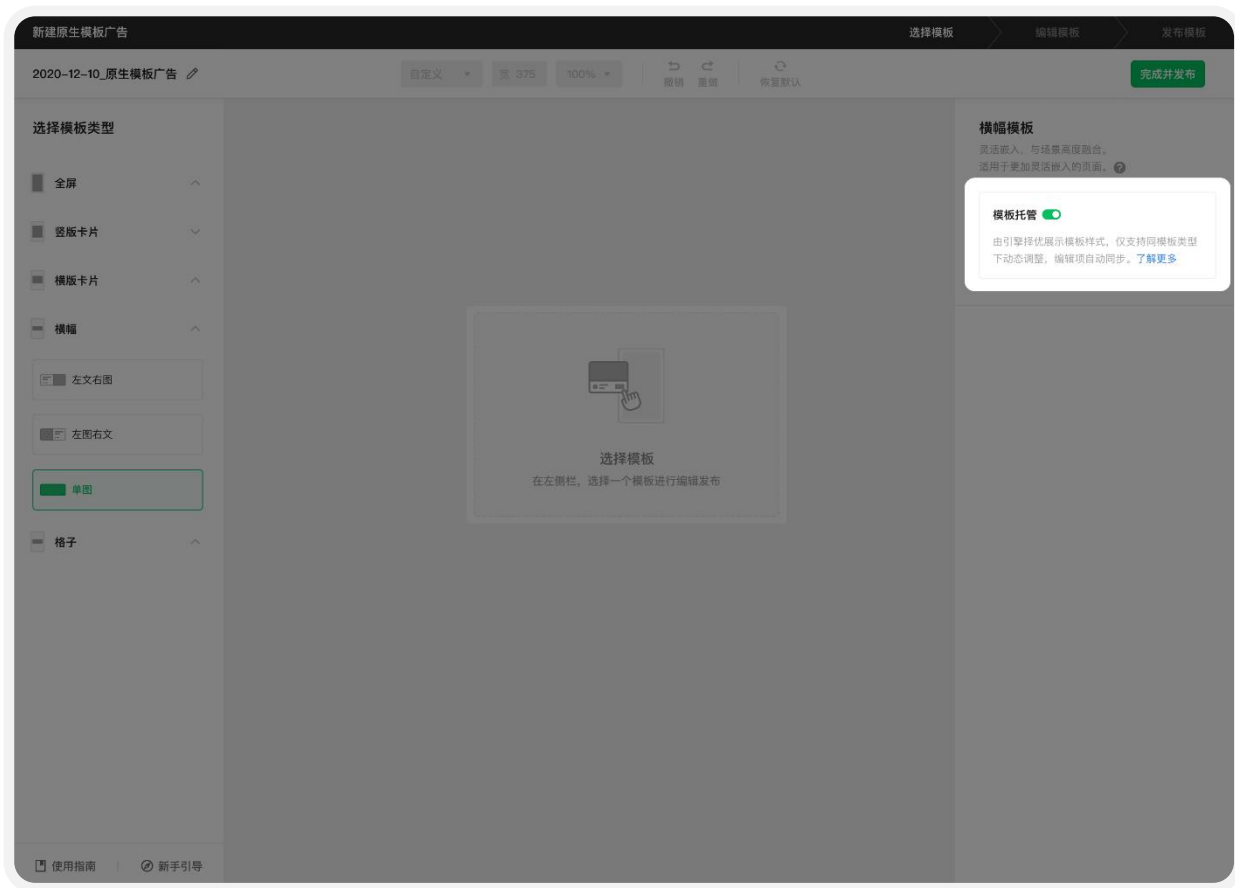 新建原生模板广告
选择模板
编辑模板
发布模板
2020-12-10_原生模板广告
自定义
宽 375
100%
撤销
重做
恢复默认
完成并发布
选择模板类型
全屏
竖版卡片
横版卡片
横幅
左文右图
左图右文
单图
格子
使用指南
新手引导
选择模板
在左侧栏，选择一个模板进行编辑发布
横幅模板
灵活嵌入，与场景高度融合。
适用于更加灵活嵌入的页面。
模板托管
由引擎择优展示模板样式，仅支持同模板类型
下动态调整，编辑项自动同步。了解更多